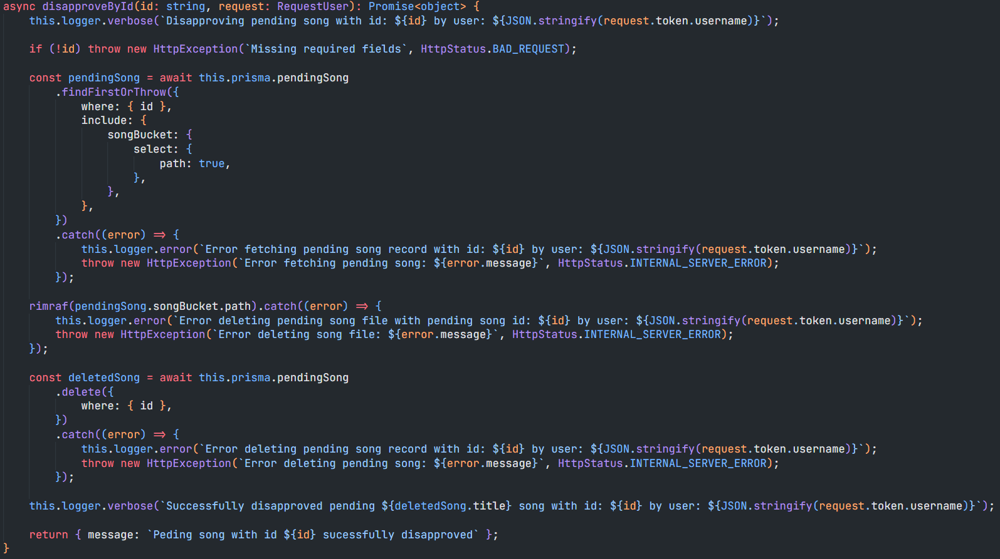 async disapproveById(id: string, request: RequestUser): Promise<object> {
    this.logger.verbose(`Disapproving pending song with id: ${id} by user: ${JSON.stringify(request.token.username)}`);

    if (!id) throw new HttpException(`Missing required fields`, HttpStatus.BAD_REQUEST);

    const pendingSong = await this.prisma.pendingSong
        .findFirstOrThrow({
            where: { id },
            include: {
                songBucket: {
                    select: {
                        path: true,
                    },
                },
            },
        })
        .catch((error) => {
            this.logger.error(`Error fetching pending song record with id: ${id} by user: ${JSON.stringify(request.token.username)}`);
            throw new HttpException(`Error fetching pending song: ${error.message}`, HttpStatus.INTERNAL_SERVER_ERROR);
        });

    rimraf(pendingSong.songBucket.path).catch((error) => {
        this.logger.error(`Error deleting pending song file with pending song id: ${id} by user: ${JSON.stringify(request.token.username)}`);
        throw new HttpException(`Error deleting song file: ${error.message}`, HttpStatus.INTERNAL_SERVER_ERROR);
    });

    const deletedSong = await this.prisma.pendingSong
        .delete({
            where: { id },
        })
        .catch((error) => {
            this.logger.error(`Error deleting pending song record with id: ${id} by user: ${JSON.stringify(request.token.username)}`);
            throw new HttpException(`Error deleting pending song: ${error.message}`, HttpStatus.INTERNAL_SERVER_ERROR);
        });

    this.logger.verbose(`Successfully disapproved pending ${deletedSong.title} song with id: ${id} by user: ${JSON.stringify(request.token.username)}`);

    return { message: `Peding song with id ${id} sucessfully disapproved` };
}